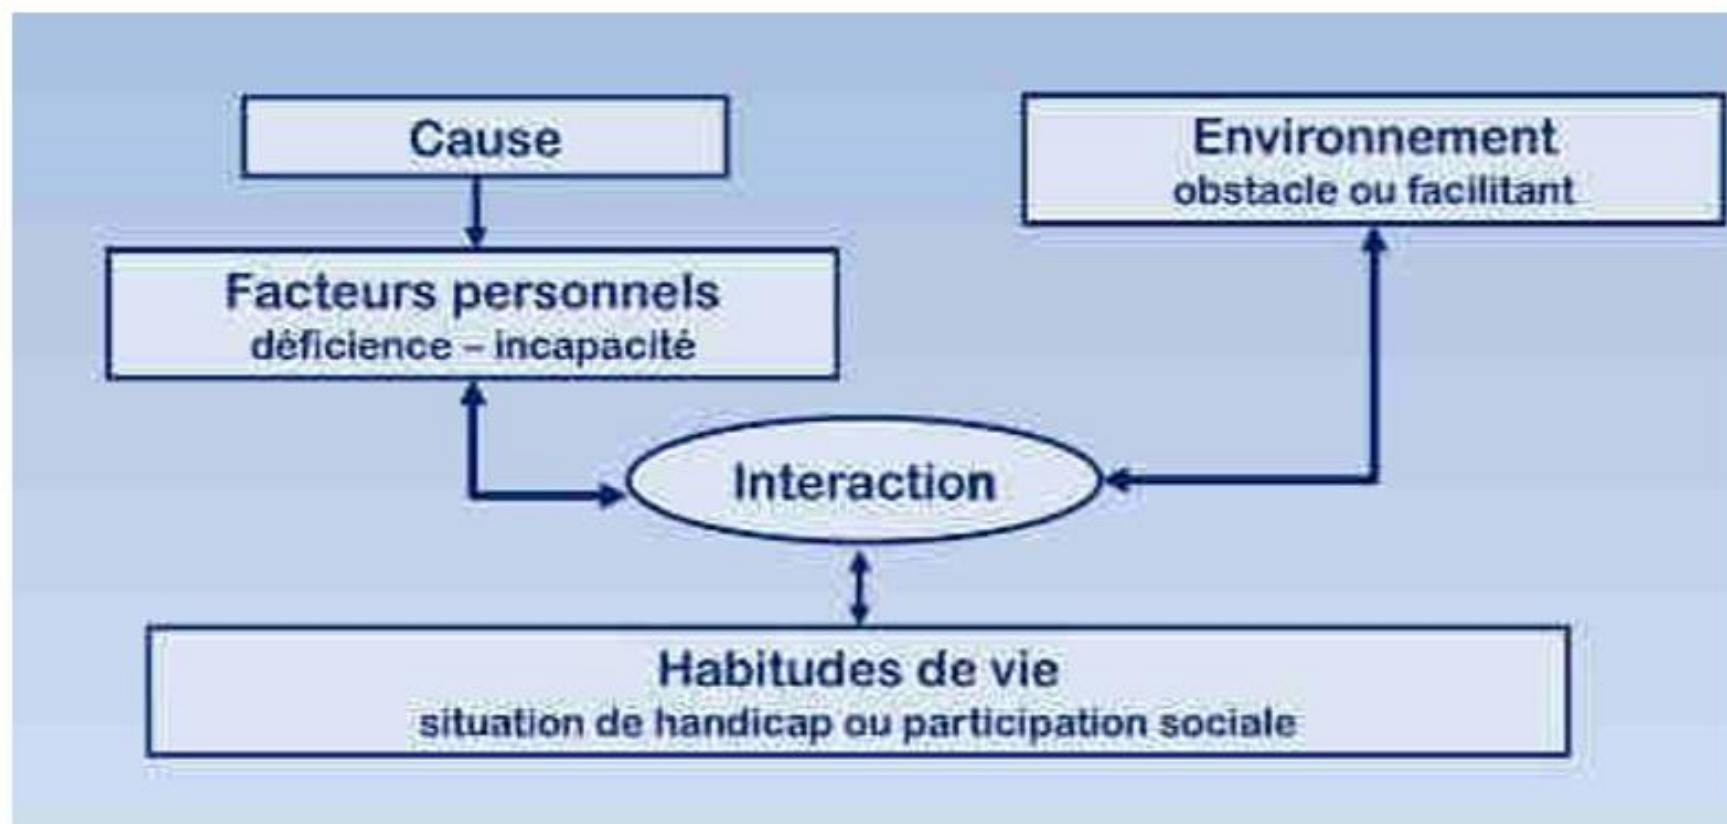 Cause
Environnement
obstacle ou facilitant
Facteurs personnels
déficience – incapacité
Interaction
Habitudes de vie
situation de handicap ou participation sociale